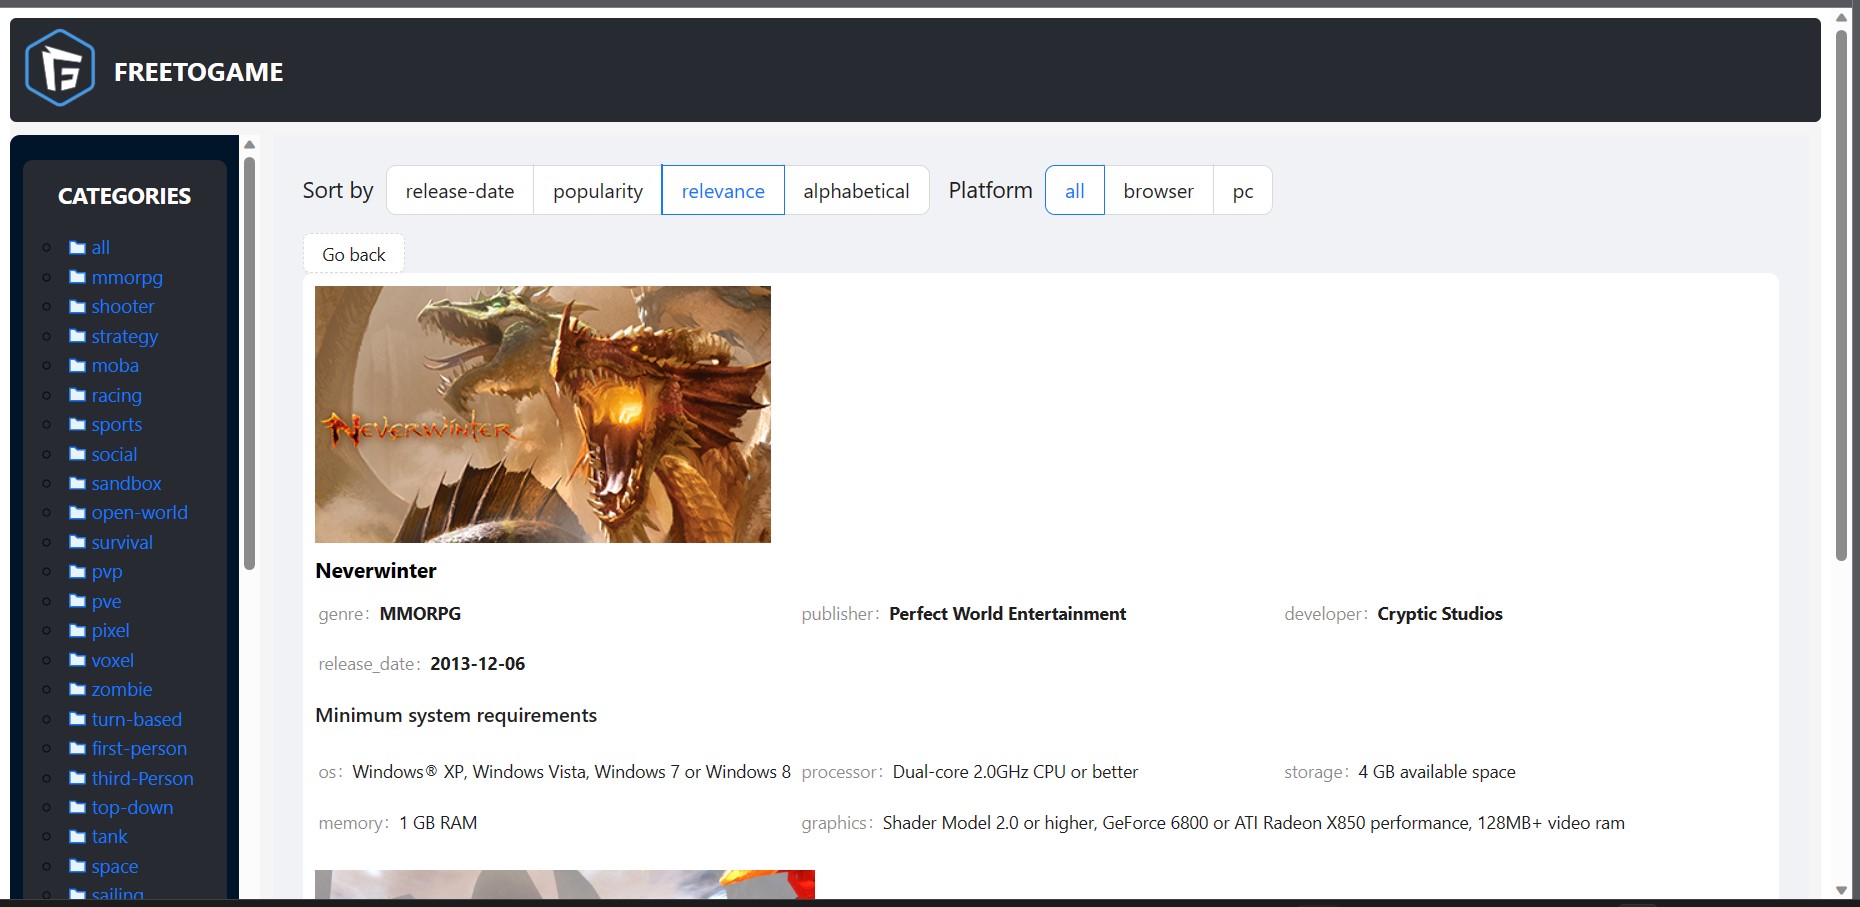 FREETOGAME
CATEGORIES
all
mmorpg
shooter
strategy
moba
racing
sports
social
sandbox
open-world
survival
pvp
pve
pixel
voxel
zombie
turn-based
first-person
third-Person
top-down
tank
space
sailing
Sort by release-date popularity relevance alphabetical Platform all browser pc
Go back
NEVERWINTER
Neverwinter
genre: MMORPG publisher: Perfect World Entertainment developer: Cryptic Studios
release_date: 2013-12-06
Minimum system requirements
os: Windows® XP, Windows Vista, Windows 7 or Windows 8 processor: Dual-core 2.0GHz CPU or better storage: 4 GB available space
memory: 1 GB RAM graphics: Shader Model 2.0 or higher, GeForce 6800 or ATI Radeon X850 performance, 128MB+ video ram